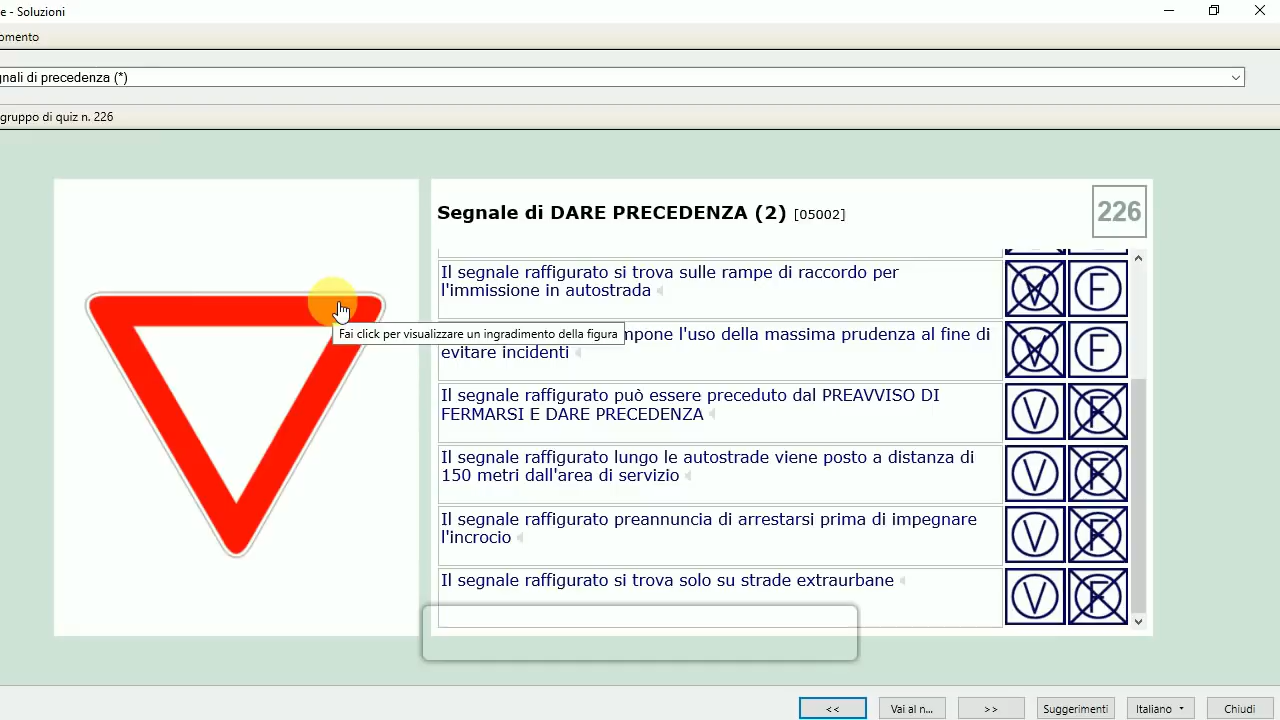 e - Soluzioni
omento
gnali di precedenza (*)
gruppo di quiz n. 226
Segnale di DARE PRECEDENZA (2) [05002]
226
Il segnale raffigurato si trova sulle rampe di raccordo per
l'immissione in autostrada
V F
Fai click per visualizzare un ingradimento della figura
mpone l'uso della massima prudenza al fine di
evitare incidenti
V F
Il segnale raffigurato può essere preceduto dal PREAVVISO DI
FERMARSI E DARE PRECEDENZA
V F
Il segnale raffigurato lungo le autostrade viene posto a distanza di
150 metri dall'area di servizio
V F
Il segnale raffigurato preannuncia di arrestarsi prima di impegnare
l'incrocio
V F
Il segnale raffigurato si trova solo su strade extraurbane
V F
<< Vai al n... >> Suggerimenti Italiano Chiudi